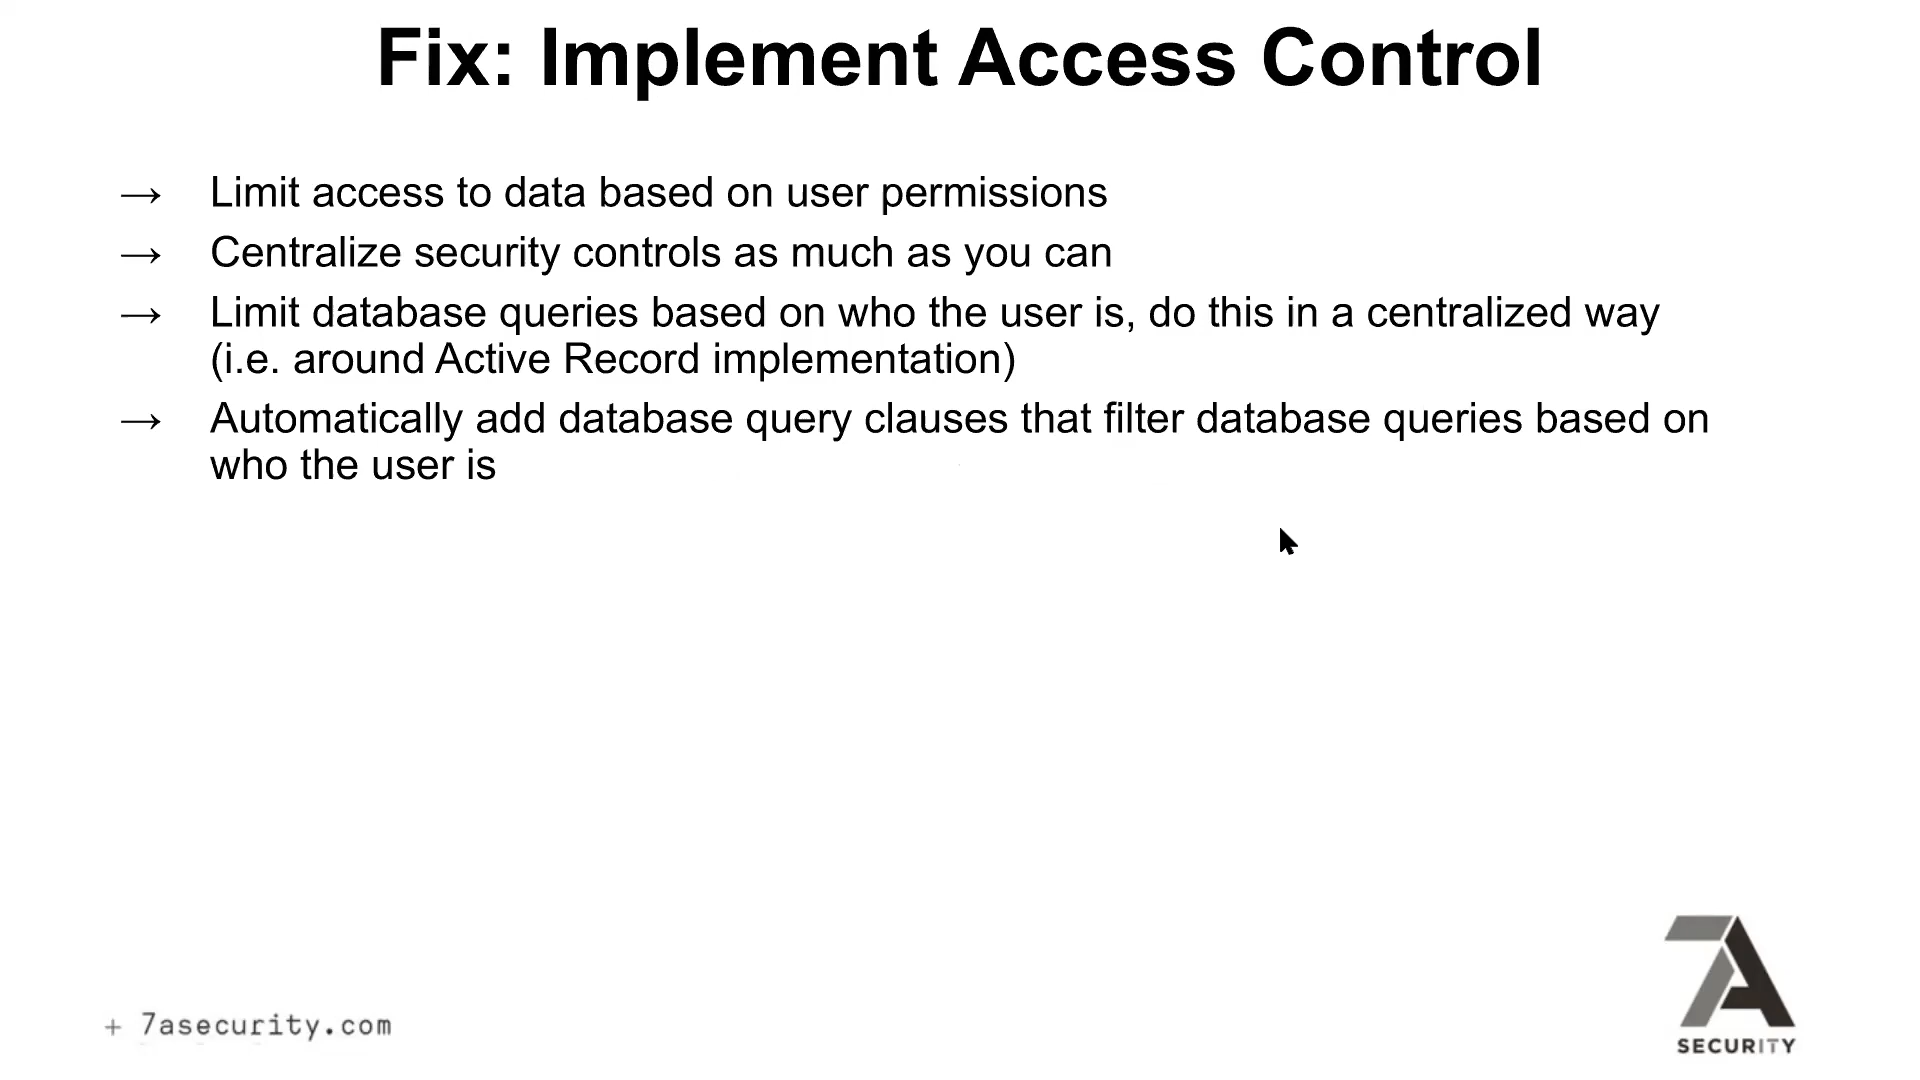 Fix: Implement Access Control
→ Limit access to data based on user permissions
→ Centralize security controls as much as you can
→ Limit database queries based on who the user is, do this in a centralized way
(i.e. around Active Record implementation)
→ Automatically add database query clauses that filter database queries based on
who the user is
+ 7asecurity.com
7A
SECURITY